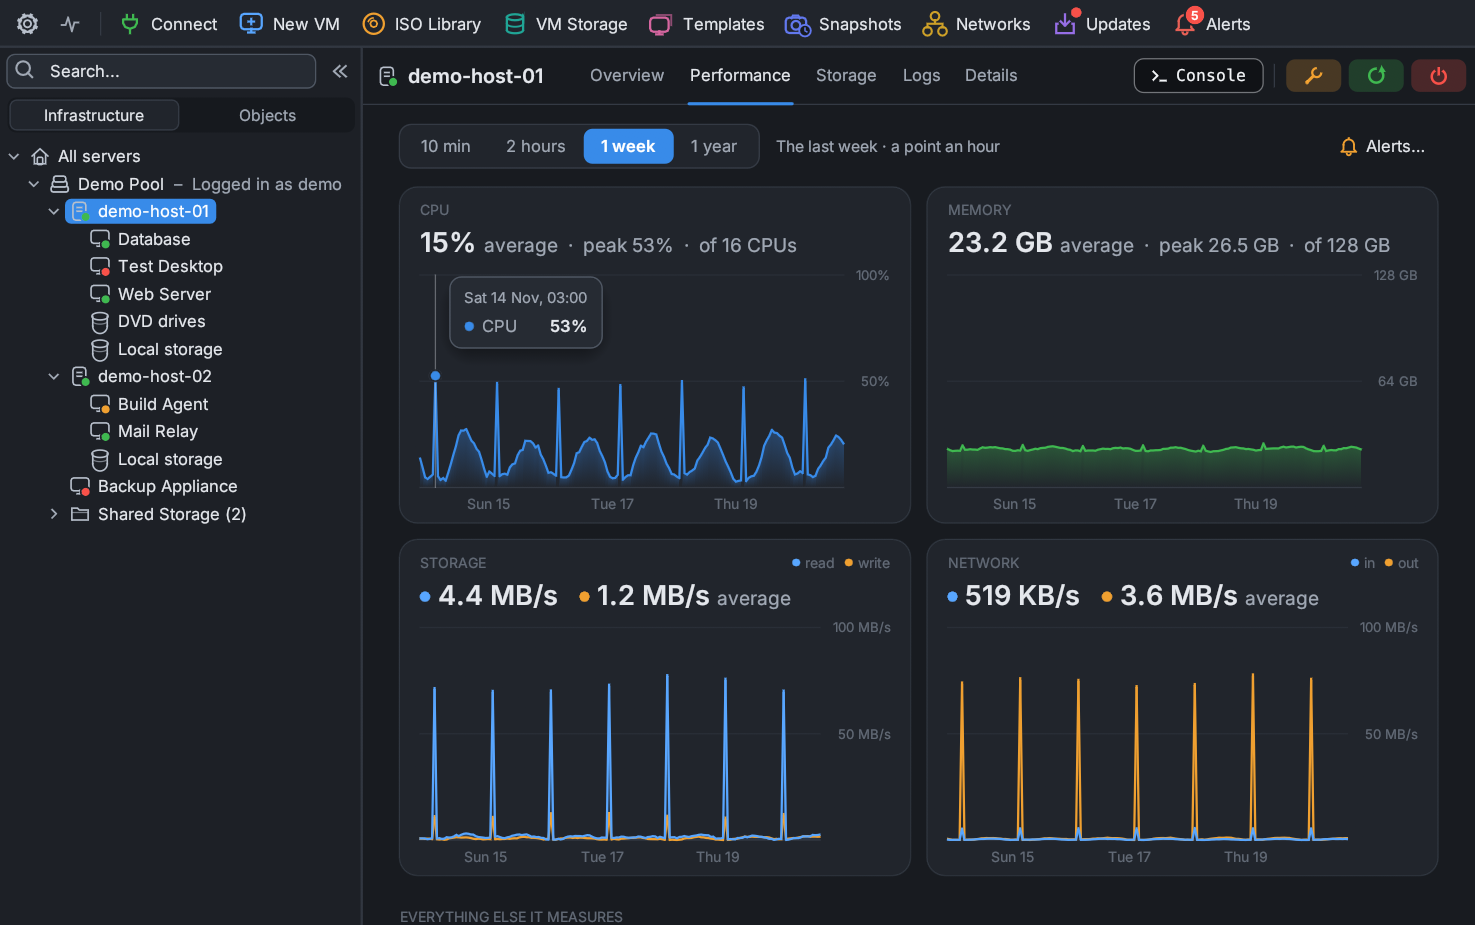 Connect New VM ISO Library VM Storage Templates Snapshots Networks Updates 5 Alerts
Search...
demo-host-01 Overview Performance Storage Logs Details Console
Infrastructure Objects
All servers
Demo Pool – Logged in as demo
demo-host-01
Database
Test Desktop
Web Server
DVD drives
Local storage
demo-host-02
Build Agent
Mail Relay
Local storage
Backup Appliance
Shared Storage (2)
10 min 2 hours 1 week 1 year The last week · a point an hour Alerts...
CPU
15% average · peak 53% · of 16 CPUs
100%
Sat 14 Nov, 03:00
CPU 53%
50%
Sun 15 Tue 17 Thu 19
MEMORY
23.2 GB average · peak 26.5 GB · of 128 GB
128 GB
64 GB
Sun 15 Tue 17 Thu 19
STORAGE read write
4.4 MB/s 1.2 MB/s average
100 MB/s
50 MB/s
Sun 15 Tue 17 Thu 19
NETWORK in out
519 KB/s 3.6 MB/s average
100 MB/s
50 MB/s
Sun 15 Tue 17 Thu 19
EVERYTHING ELSE IT MEASURES